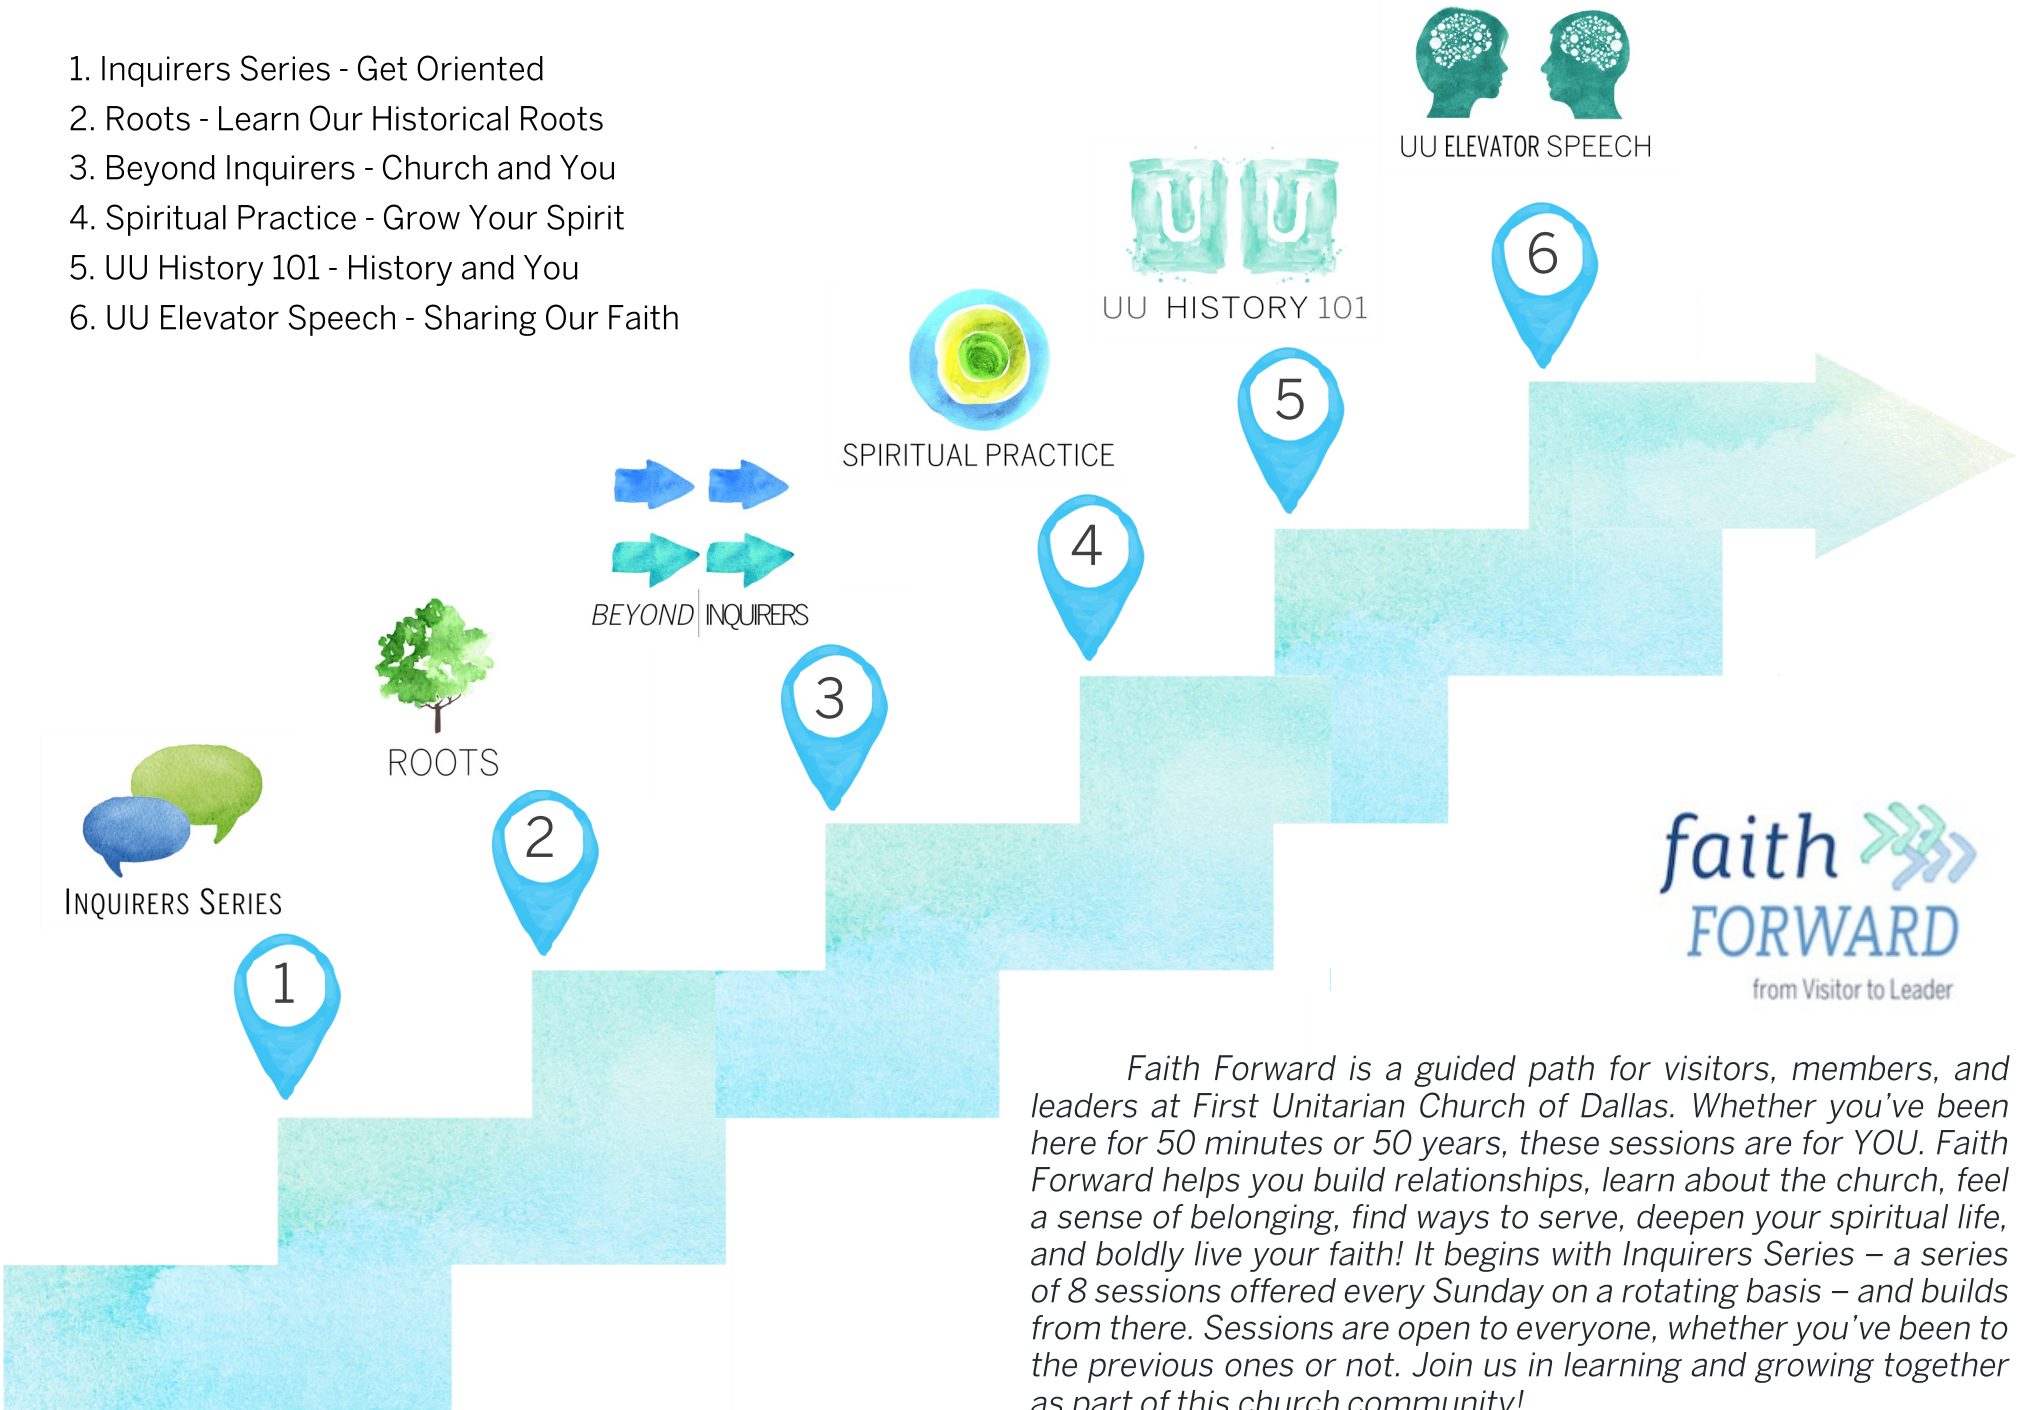 1. Inquirers Series - Get Oriented
2. Roots - Learn Our Historical Roots
3. Beyond Inquirers - Church and You
4. Spiritual Practice - Grow Your Spirit
5. UU History 101 - History and You
6. UU Elevator Speech - Sharing Our Faith
UU ELEVATOR SPEECH
6
UU
UU HISTORY 101
5
SPIRITUAL PRACTICE
4
BEYOND INQUIRERS
3
ROOTS
2
INQUIRERS SERIES
1
faith
FORWARD
from Visitor to Leader
Faith Forward is a guided path for visitors, members, and
leaders at First Unitarian Church of Dallas. Whether you've been
here for 50 minutes or 50 years, these sessions are for YOU. Faith
Forward helps you build relationships, learn about the church, feel
a sense of belonging, find ways to serve, deepen your spiritual life,
and boldly live your faith! It begins with Inquirers Series – a series
of 8 sessions offered every Sunday on a rotating basis – and builds
from there. Sessions are open to everyone, whether you've been to
the previous ones or not. Join us in learning and growing together
as part of this church community!